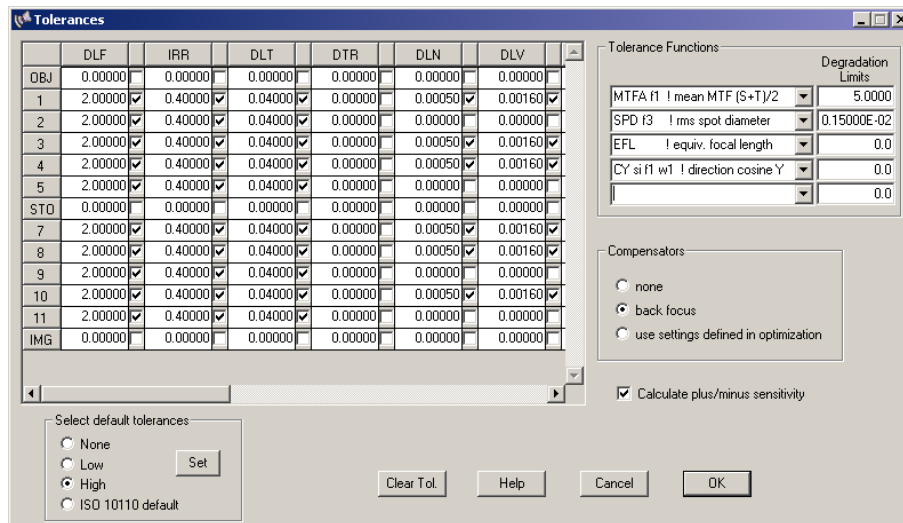 Tolerances
DLF IRR DLT DTR DLN DLV
OBJ 0.00000 0.00000 0.00000 0.00000 0.00000 0.00000
1 2.00000 0.40000 0.04000 0.00000 0.00050 0.00160
2 2.00000 0.40000 0.04000 0.00000 0.00000 0.00000
3 2.00000 0.40000 0.04000 0.00000 0.00050 0.00160
4 2.00000 0.40000 0.04000 0.00000 0.00050 0.00160
5 2.00000 0.40000 0.04000 0.00000 0.00000 0.00000
STO 0.00000 0.00000 0.00000 0.00000 0.00000 0.00000
7 2.00000 0.40000 0.04000 0.00000 0.00050 0.00160
8 2.00000 0.40000 0.04000 0.00000 0.00050 0.00160
9 2.00000 0.40000 0.04000 0.00000 0.00000 0.00000
10 2.00000 0.40000 0.04000 0.00000 0.00050 0.00160
11 2.00000 0.40000 0.04000 0.00000 0.00000 0.00000
IMG 0.00000 0.00000 0.00000 0.00000 0.00000 0.00000
Tolerance Functions
Degradation
Limits
MTFA f1 ! mean MTF (S+T)/2 5.0000
SPD f3 ! rms spot diameter 0.15000E-02
EFL ! equiv. focal length 0.0
CY si f1 w1 ! direction cosine Y 0.0
0.0
Compensators
none
back focus
use settings defined in optimization
Calculate plus/minus sensitivity
Select default tolerances
None
Low
High
ISO 10110 default
Set
Clear Tol.
Help
Cancel
OK